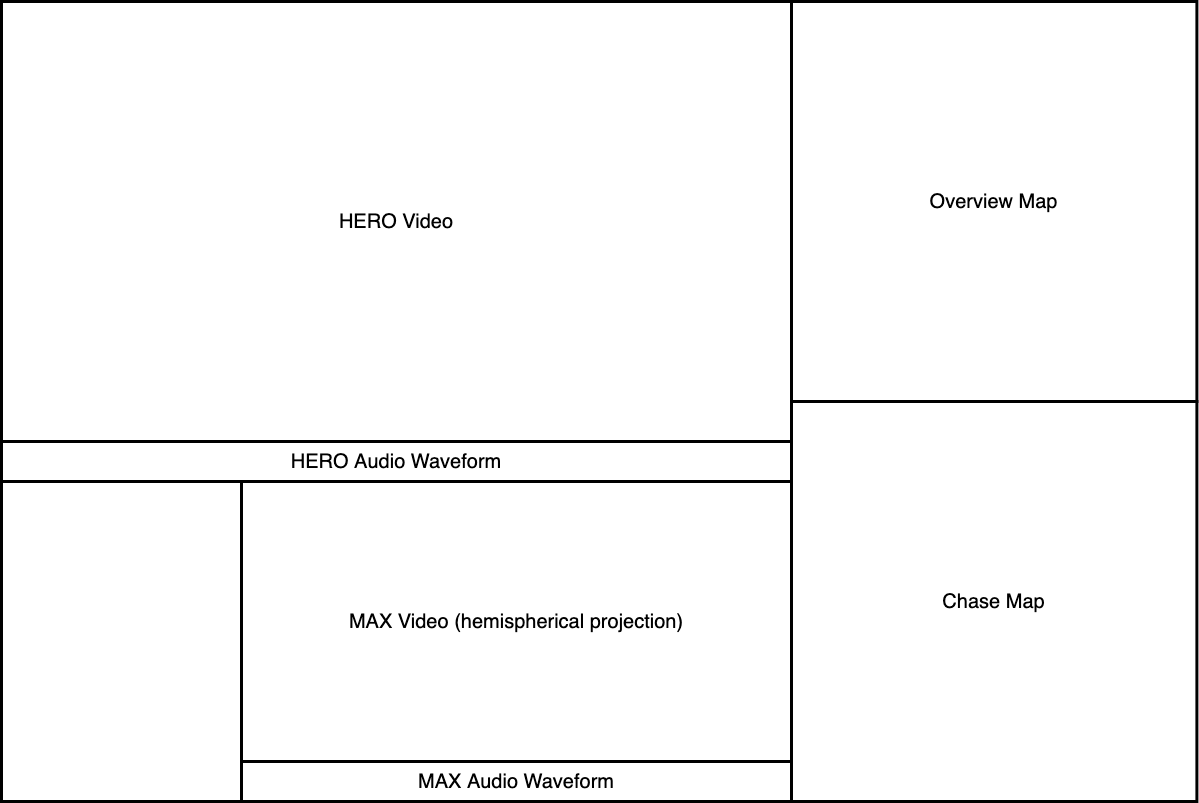 HERO Video
Overview Map
HERO Audio Waveform
Chase Map
MAX Video (hemispherical projection)
MAX Audio Waveform